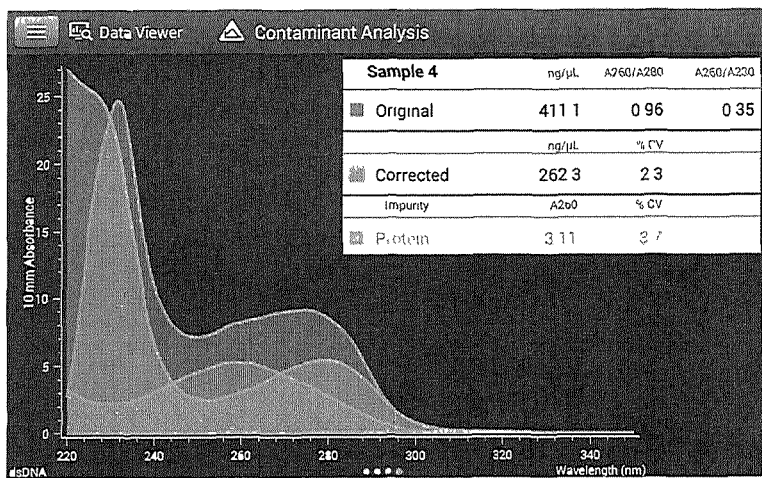 Data Viewer Contaminant Analysis
Sample 4 ng/µL A260/A280 A260/A230
Original 411 1 0 96 0 35
ng/µL % CV
Corrected 262 3 2 3
Impurity A260 % CV
Protein 3 11 3 7
10 mm Absorbance
25
20
15
10
5
0
220 240 260 280 300 320 340
dsDNA Wavelength (nm)